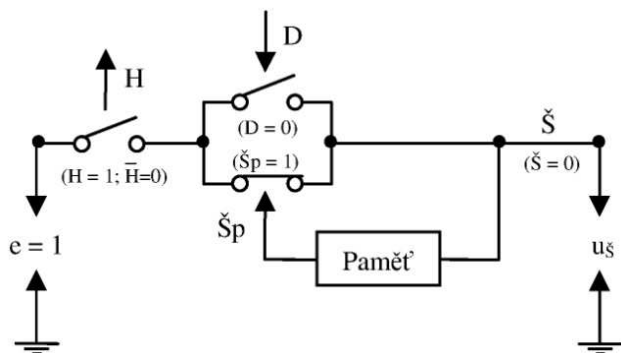 D
H
Š
(D = 0)
(H = 1; H̅=0)
(Šp = 1)
(Š = 0)
Šp
e = 1
Paměť
uš